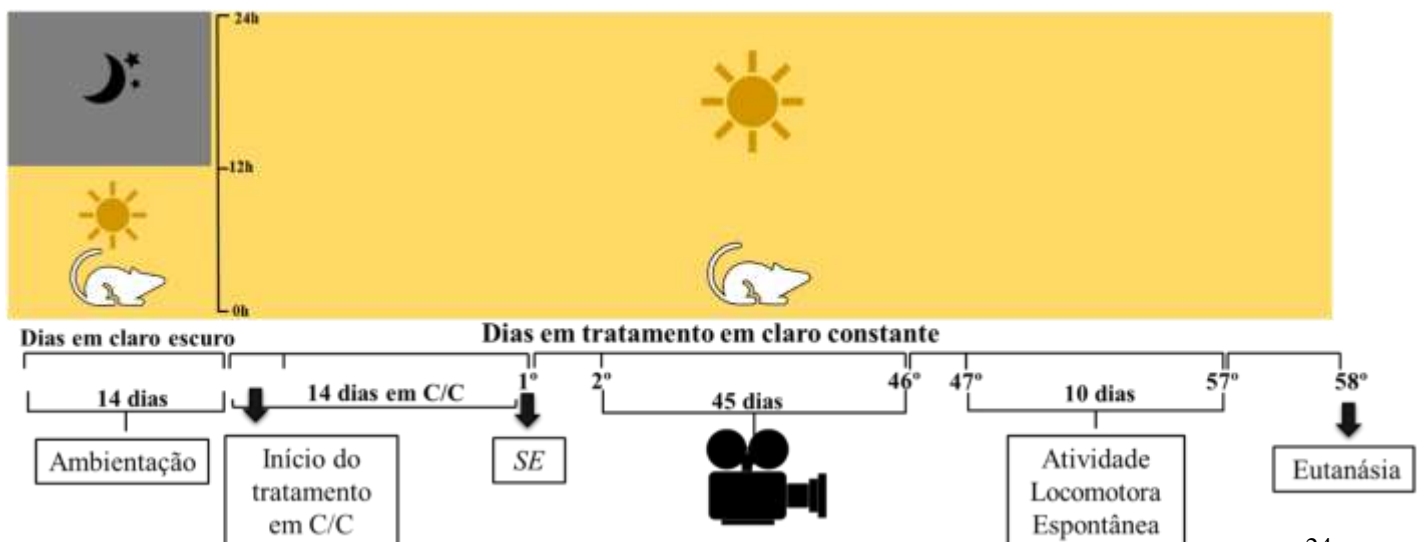 24h
12h
0h
Dias em claro escuro
Dias em tratamento em claro constante
14 dias
14 dias em C/C
1º
2º
45 dias
46º
47º
10 dias
57º
58º
Ambientação
Início do
tratamento
em C/C
SE
Atividade
Locomotora
Espontânea
Eutanásia